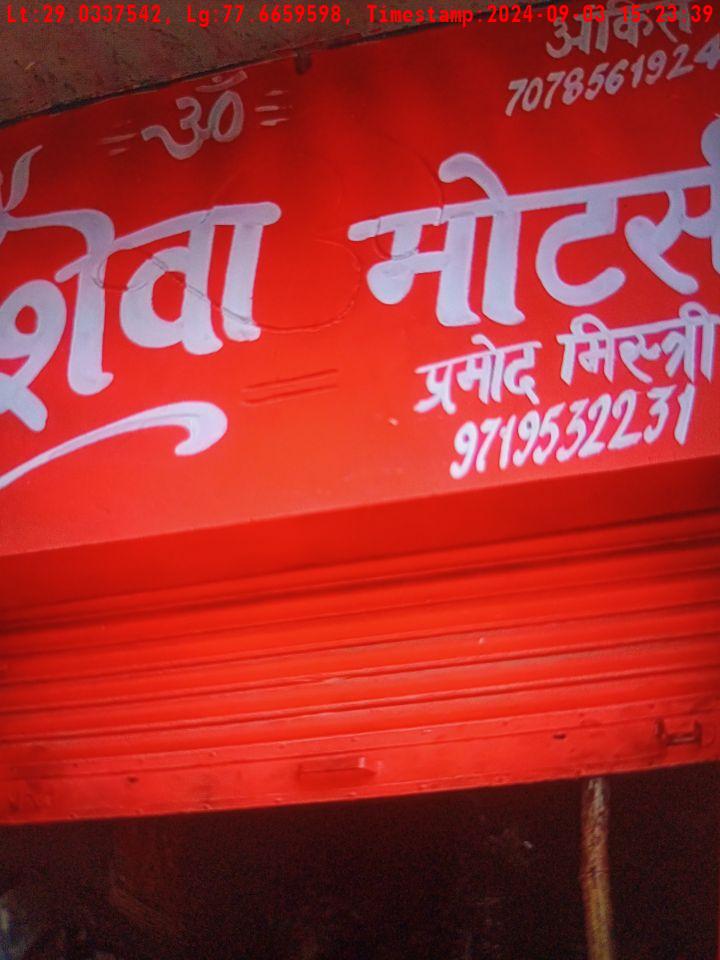 Lt:29.0337542, Lg:77.6659598, Timestamp:2024-09-03 15:23:39
7078561924
ॐ
शिवा मोटर्स
प्रमोद मिस्त्री
9719532231